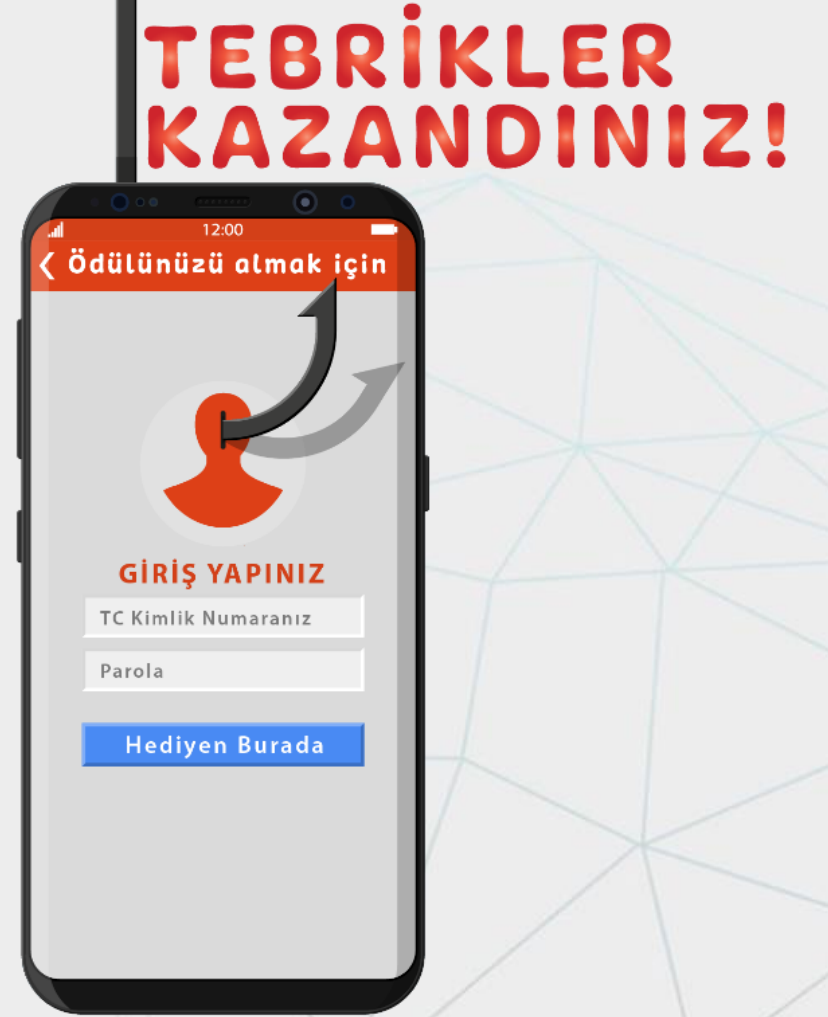 TEBRİKLER
KAZANDINIZ!
12:00
Ödülünüzü almak için
GİRİŞ YAPINIZ
TC Kimlik Numaranız
Parola
Hediyen Burada